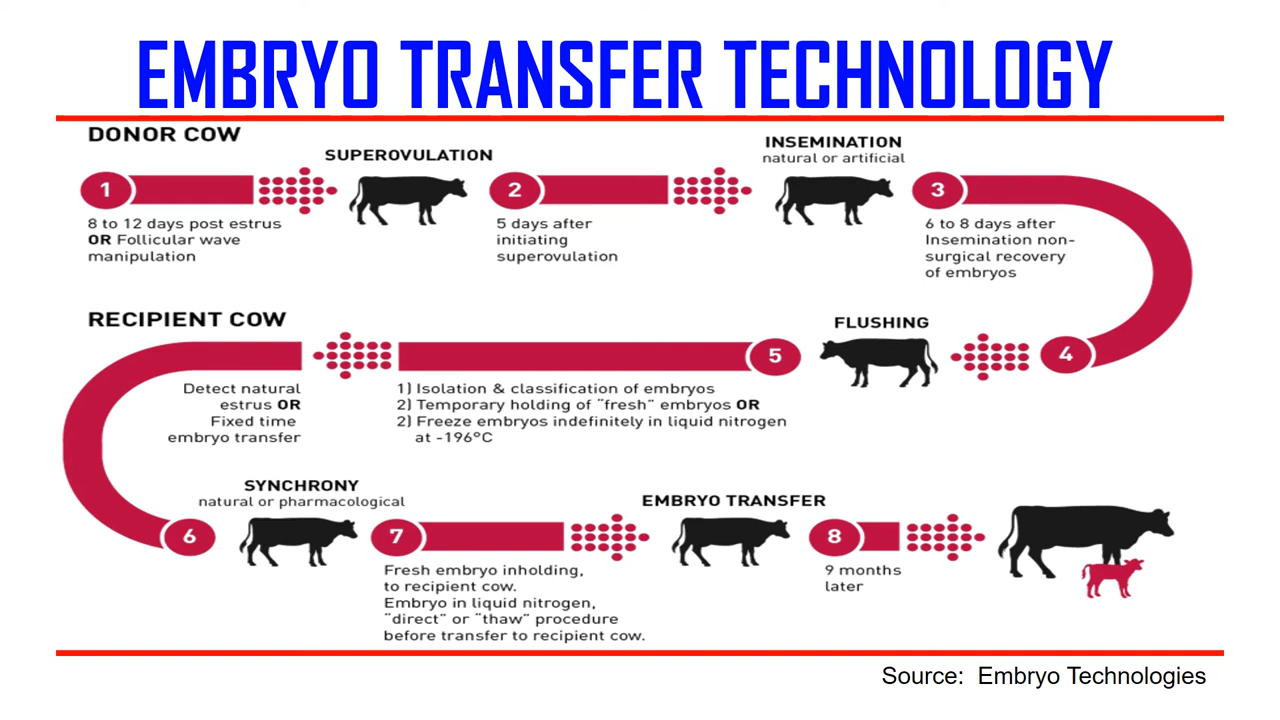 EMBRYO TRANSFER TECHNOLOGY
DONOR COW
SUPEROVULATION
INSEMINATION
natural or artificial
1
2
3
8 to 12 days post estrus
OR Follicular wave
manipulation
5 days after
initiating
superovulation
6 to 8 days after
Insemination non-
surgical recovery
of embryos
RECIPIENT COW
FLUSHING
4
5
1) Isolation & classification of embryos
2) Temporary holding of "fresh" embryos OR
2) Freeze embryos indefinitely in liquid nitrogen
at -196ºC
Detect natural
estrus OR
Fixed time
embryo transfer
SYNCHRONY
natural or pharmacological
EMBRYO TRANSFER
6
7
8
Fresh embryo inholding,
to recipient cow.
Embryo in liquid nitrogen,
"direct" or "thaw" procedure
before transfer to recipient cow.
9 months
later
Source: Embryo Technologies